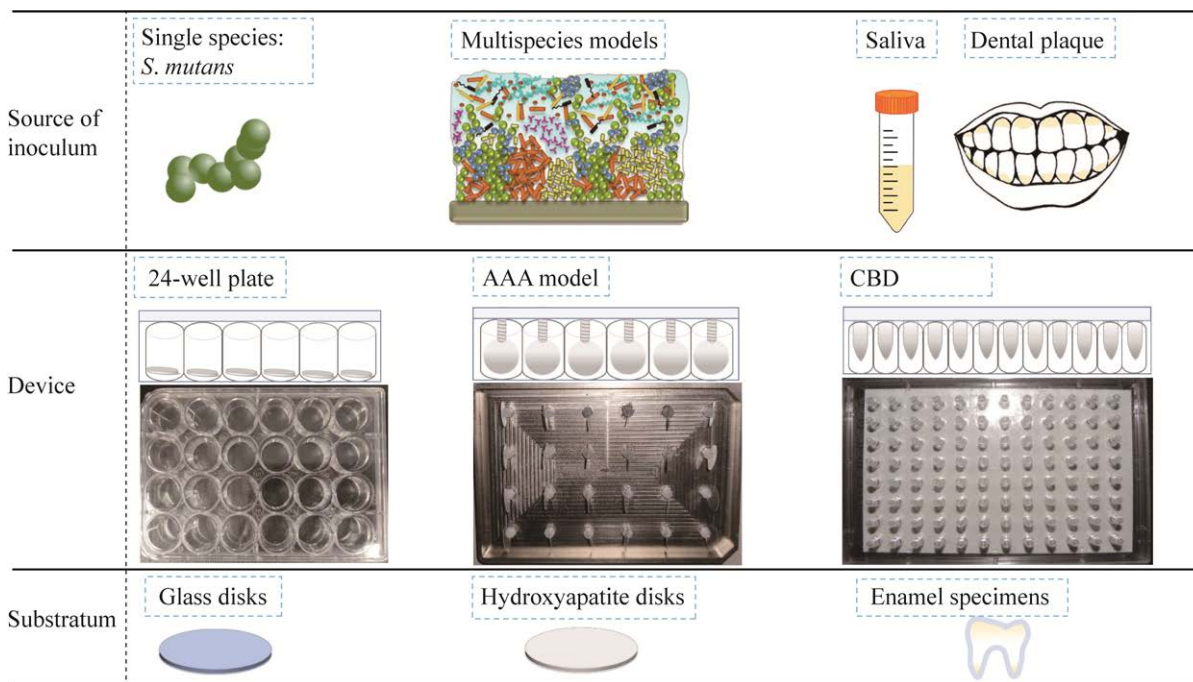 Source of
inoculum
Single species:
S. mutans
Multispecies models
Saliva
Dental plaque
Device
24-well plate
AAA model
CBD
Substratum
Glass disks
Hydroxyapatite disks
Enamel specimens